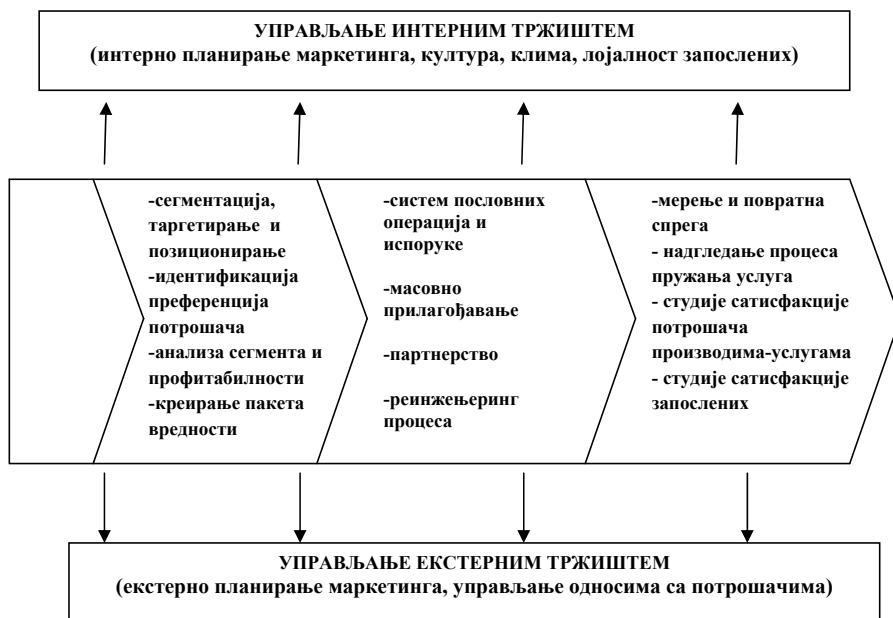 УПРАВЉАЊЕ ИНТЕРНИМ ТРЖИШТЕМ
(интерно планирање маркетинга, култура, клима, лојалност запослених)
-сегментација,
таргетирање и
позиционирање
-идентификација
преференција
потрошача
-анализа сегмента и
профитабилности
-креирање пакета
вредности
-систем пословних
операција и
испоруке
-масовно
прилагођавање
-партнерство
-реинжењеринг
процеса
-мерење и повратна
спрега
- надгледање процеса
пружања услуга
- студије сатисфакције
потрошача
производима-услугама
- студије сатисфакције
запослених
УПРАВЉАЊЕ ЕКСТЕРНИМ ТРЖИШТЕМ
(екстерно планирање маркетинга, управљање односима са потрошачима)